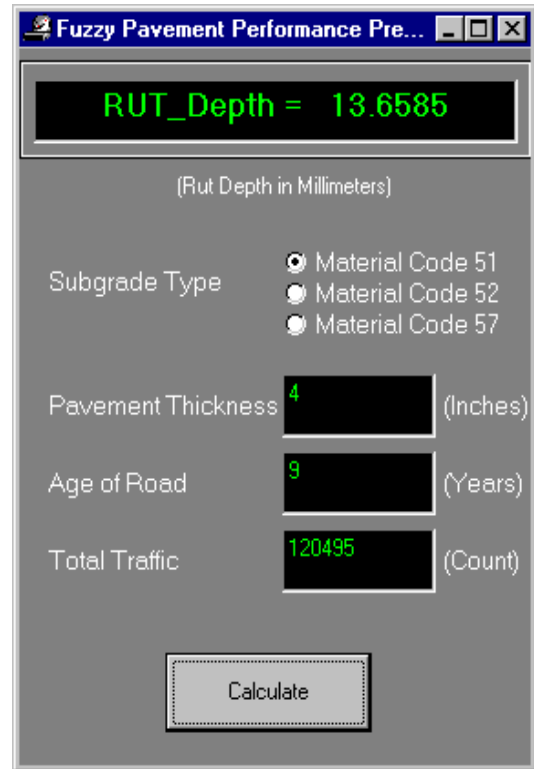 Fuzzy Pavement Performance Pre...
RUT_Depth = 13.6585
(Rut Depth in Millimeters)
Subgrade Type
Material Code 51
Material Code 52
Material Code 57
Pavement Thickness 4 (Inches)
Age of Road 9 (Years)
Total Traffic 120495 (Count)
Calculate